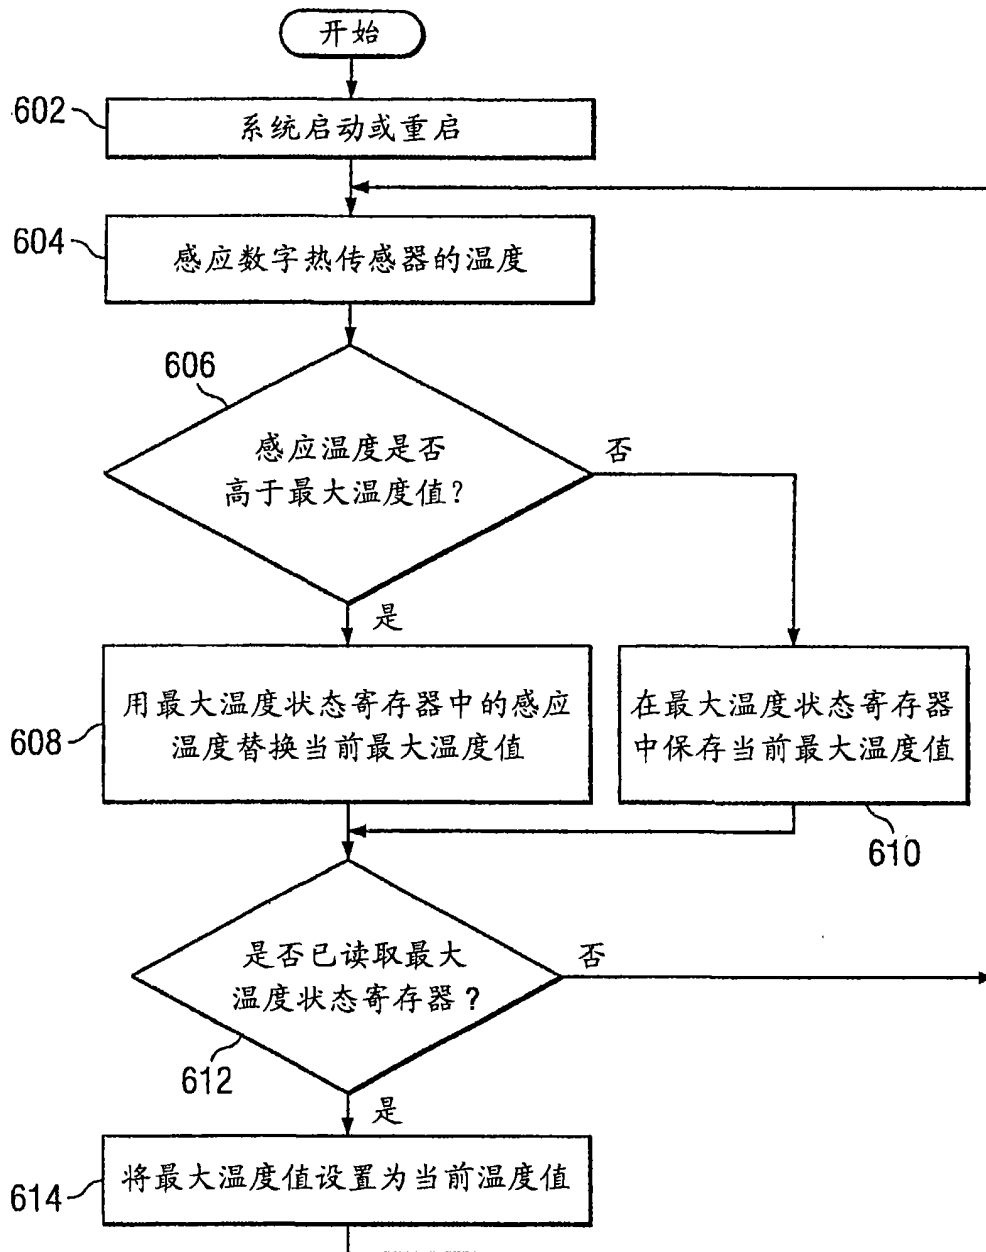 开始
602
系统启动或重启
604
感应数字热传感器的温度
606
感应温度是否
高于最大温度值?
否
是
608
用最大温度状态寄存器中的感应
温度替换当前最大温度值
在最大温度状态寄存器
中保存当前最大温度值
610
是否已读取最大
温度状态寄存器?
否
612
是
614
将最大温度值设置为当前温度值